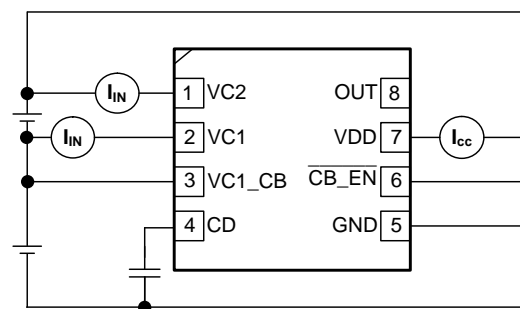 I_IN 1 VC2 OUT 8
I_IN 2 VC1 VDD 7 I_cc
3 VC1_CB CB_EN 6
4 CD GND 5